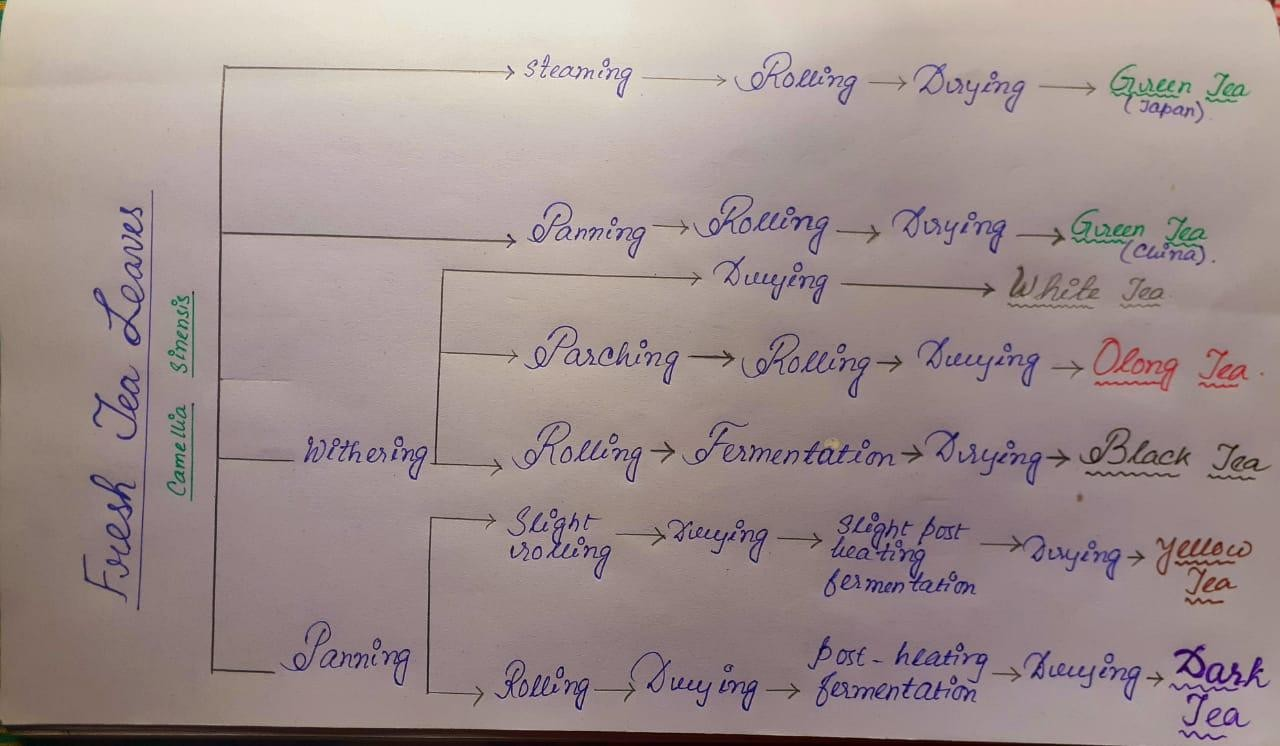 Fresh Tea Leaves
Camellia Sinensis
Steaming → Rolling → Drying → Green Tea
(Japan).
Panning → Rolling → Drying → Green Tea
(China).
Withering
Drying → White Tea
Parching → Rolling → Drying → Olong Tea.
Rolling → Fermentation → Drying → Black Tea
Panning
Slight
rolling
→ Drying →
Slight post
heating
fermentation
→ Drying →
Yellow
Tea
Rolling → Drying →
post-heating
fermentation
→ Drying →
Dark
Tea